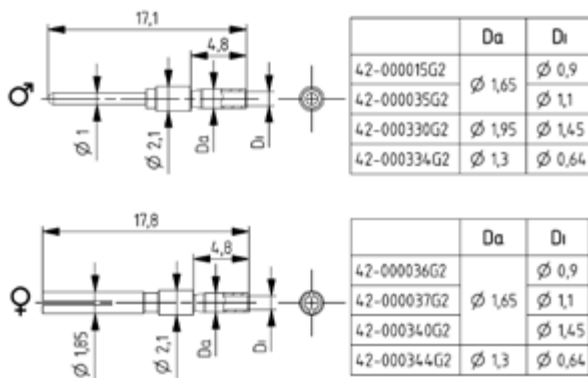 17,1
4,8
♂
Ø 1
Ø 2,1
Da
Di
Da Di
42-000015G2 Ø 1,65 Ø 0,9
42-000035G2 Ø 1,1
42-000330G2 Ø 1,95 Ø 1,45
42-000334G2 Ø 1,3 Ø 0,64
17,8
4,8
♀
Ø 1,85
Ø 2,1
Da
Di
Da Di
42-000036G2 Ø 0,9
42-000037G2 Ø 1,65 Ø 1,1
42-000340G2 Ø 1,45
42-000344G2 Ø 1,3 Ø 0,64